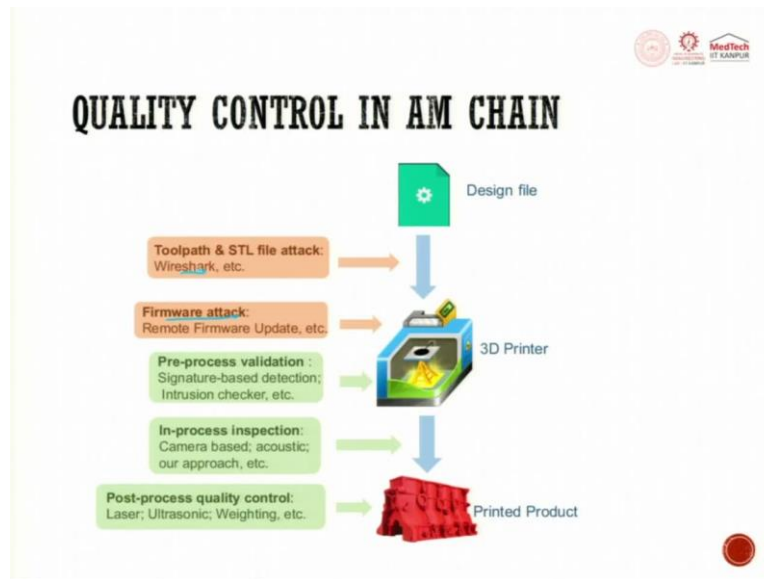 MedTech
IIT KANPUR
QUALITY CONTROL IN AM CHAIN
Design file
Toolpath & STL file attack:
Wireshark, etc.
Firmware attack:
Remote Firmware Update, etc.
3D Printer
Pre-process validation :
Signature-based detection;
Intrusion checker, etc.
In-process inspection:
Camera based; acoustic;
our approach, etc.
Post-process quality control:
Laser; Ultrasonic; Weighting, etc.
Printed Product